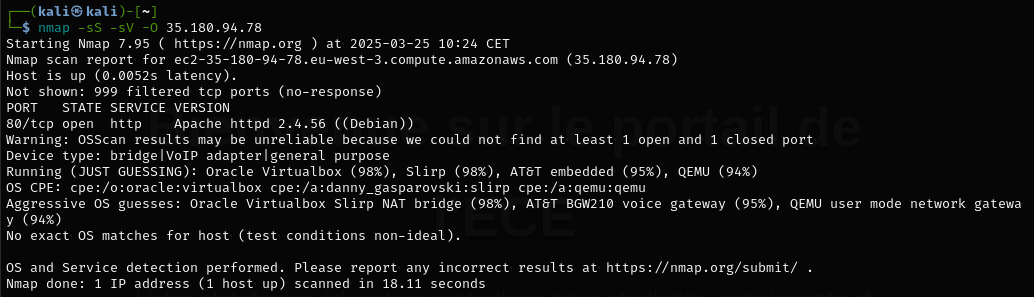 ┌──(kali㉿kali)-[~]
└─$ nmap -sS -sV -O 35.180.94.78
Starting Nmap 7.95 ( https://nmap.org ) at 2025-03-25 10:24 CET
Nmap scan report for ec2-35-180-94-78.eu-west-3.compute.amazonaws.com (35.180.94.78)
Host is up (0.0052s latency).
Not shown: 999 filtered tcp ports (no-response)
PORT   STATE SERVICE VERSION
80/tcp open  http    Apache httpd 2.4.56 ((Debian))
Warning: OSScan results may be unreliable because we could not find at least 1 open and 1 closed port
Device type: bridge|VoIP adapter|general purpose
Running (JUST GUESSING): Oracle Virtualbox (98%), Slirp (98%), AT&T embedded (95%), QEMU (94%)
OS CPE: cpe:/o:oracle:virtualbox cpe:/a:danny_gasparovski:slirp cpe:/a:qemu:qemu
Aggressive OS guesses: Oracle Virtualbox Slirp NAT bridge (98%), AT&T BGW210 voice gateway (95%), QEMU user mode network gatewa
y (94%)
No exact OS matches for host (test conditions non-ideal).

OS and Service detection performed. Please report any incorrect results at https://nmap.org/submit/ .
Nmap done: 1 IP address (1 host up) scanned in 18.11 seconds
sur le portail de
ECE